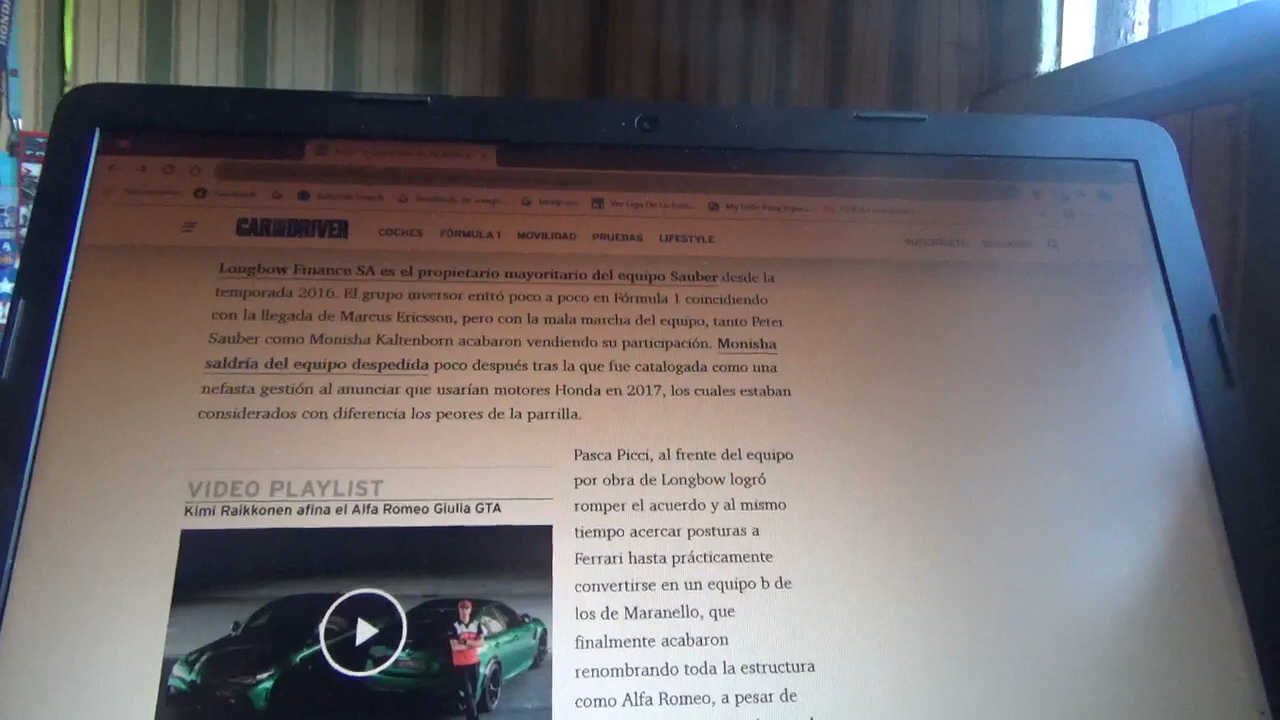 HONDA
CAR AND DRIVER
COCHES FÓRMULA 1 MOVILIDAD PRUEBAS LIFESTYLE
SUSCRÍBETE
Longbow Finance SA es el propietario mayoritario del equipo Sauber desde la
temporada 2016. El grupo inversor entró poco a poco en Fórmula 1 coincidiendo
con la llegada de Marcus Ericsson, pero con la mala marcha del equipo, tanto Peter
Sauber como Monisha Kaltenborn acabaron vendiendo su participación. Monisha
saldría del equipo despedida poco después tras la que fue catalogada como una
nefasta gestión al anunciar que usarían motores Honda en 2017, los cuales estaban
considerados con diferencia los peores de la parrilla.
VIDEO PLAYLIST
Kimi Raikkonen afina el Alfa Romeo Giulia GTA
Pasca Picci, al frente del equipo
por obra de Longbow logró
romper el acuerdo y al mismo
tiempo acercar posturas a
Ferrari hasta prácticamente
convertirse en un equipo b de
los de Maranello, que
finalmente acabaron
renombrando toda la estructura
como Alfa Romeo, a pesar de